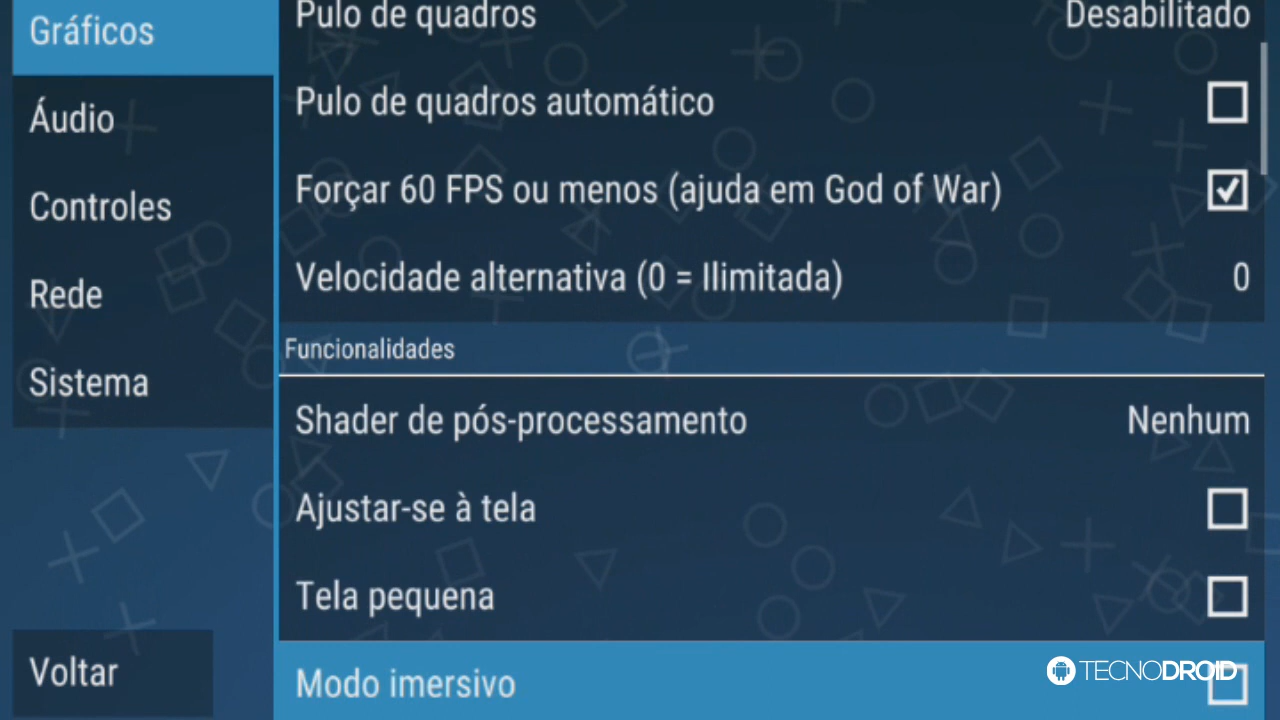 Gráficos
Áudio
Controles
Rede
Sistema
Voltar
Pulo de quadros Desabilitado
Pulo de quadros automático
Forçar 60 FPS ou menos (ajuda em God of War)
Velocidade alternativa (0 = Ilimitada) 0
Funcionalidades
Shader de pós-processamento Nenhum
Ajustar-se à tela
Tela pequena
Modo imersivo
TECNODROID